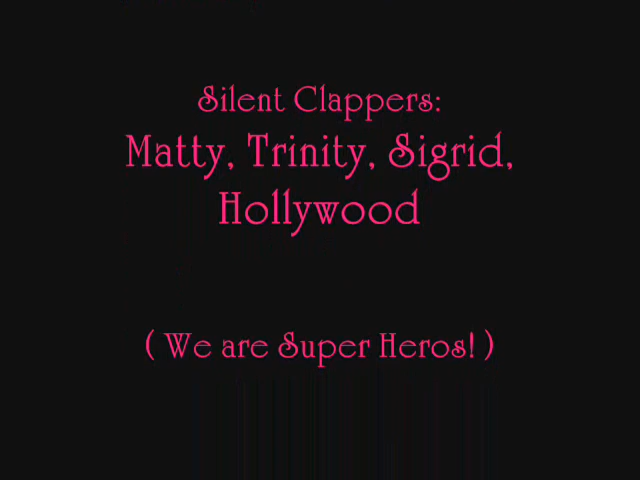 Silent Clappers:
Matty, Trinity, Sigrid,
Hollywood
( We are Super Heros! )